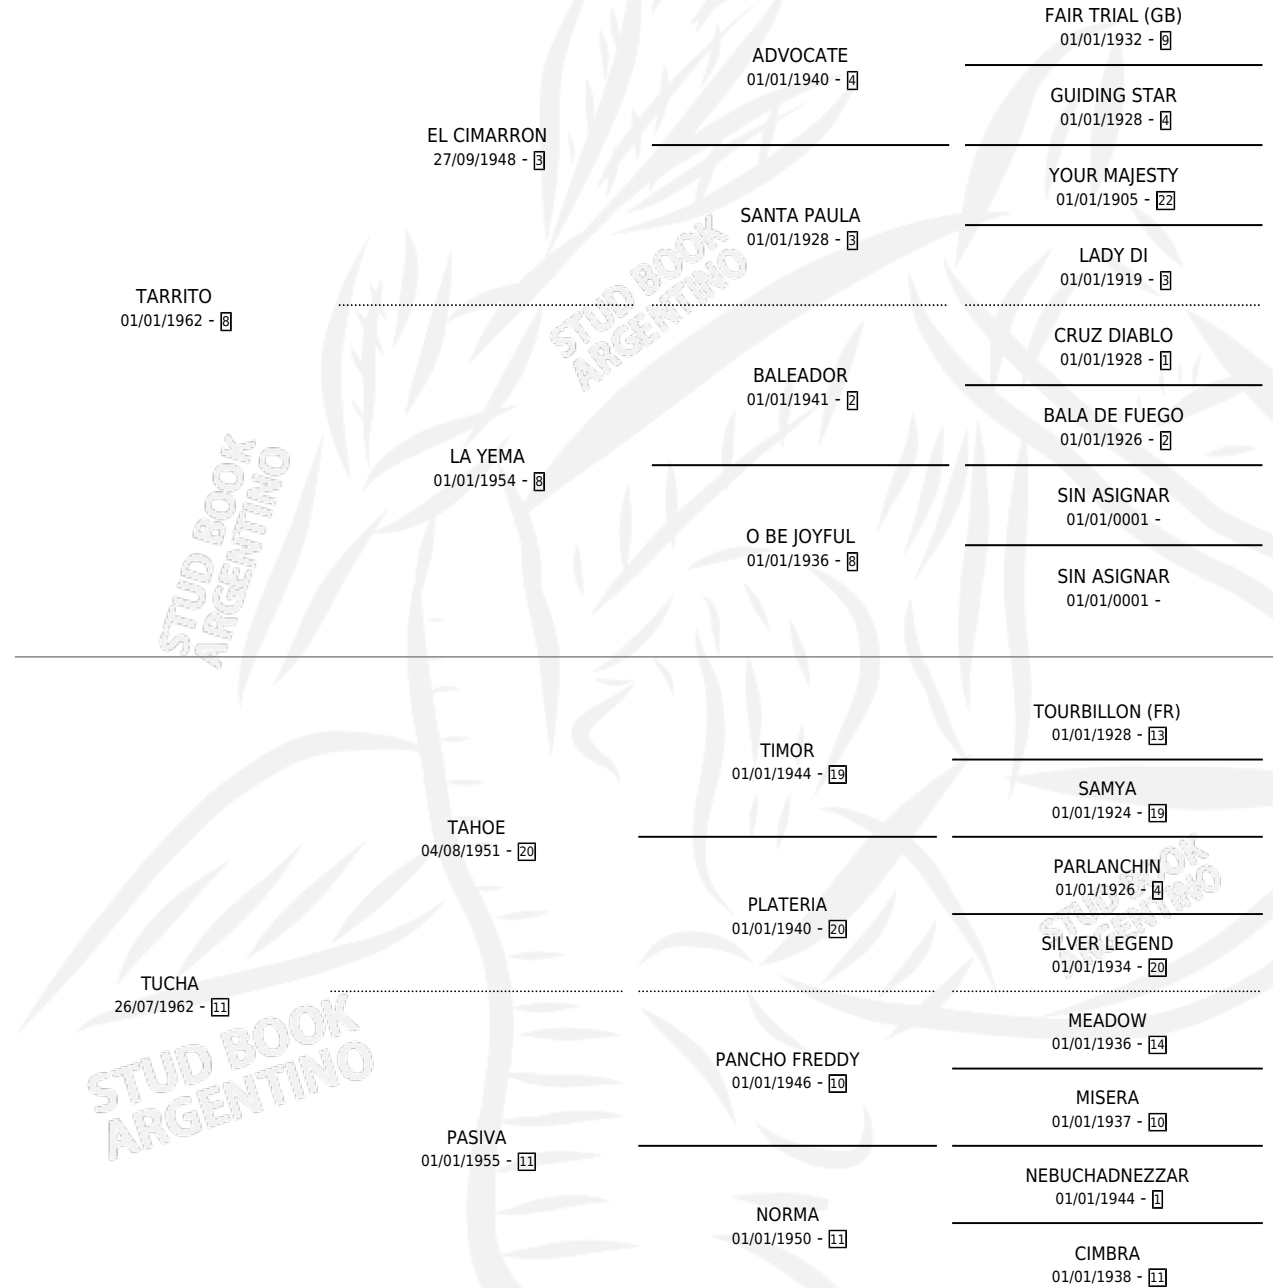 FAIR TRIAL (GB)
01/01/1932 - 9
ADVOCATE
01/01/1940 - 4
GUIDING STAR
01/01/1928 - 4
EL CIMARRON
27/09/1948 - 3
YOUR MAJESTY
01/01/1905 - 22
SANTA PAULA
01/01/1928 - 3
LADY DI
01/01/1919 - 3
STUD BOOK
ARGENTINO
TARRITO
01/01/1962 - 8
CRUZ DIABLO
01/01/1928 - 1
BALEADOR
01/01/1941 - 2
BALA DE FUEGO
01/01/1926 - 2
LA YEMA
01/01/1954 - 8
SIN ASIGNAR
01/01/0001 -
O BE JOYFUL
01/01/1936 - 8
SIN ASIGNAR
01/01/0001 -
STUD BOOK
ARGENTINO
TOURBILLON (FR)
01/01/1928 - 13
TIMOR
01/01/1944 - 19
SAMYA
01/01/1924 - 19
TAHOE
04/08/1951 - 20
PARLANCHIN
01/01/1926 - 4
PLATERIA
01/01/1940 - 20
SILVER LEGEND
01/01/1934 - 20
STUD BOOK
ARGENTINO
TUCHA
26/07/1962 - 11
MEADOW
01/01/1936 - 14
PANCHO FREDDY
01/01/1946 - 10
MISERA
01/01/1937 - 10
STUD BOOK
ARGENTINO
PASIVA
01/01/1955 - 11
NEBUCHADNEZZAR
01/01/1944 - 1
NORMA
01/01/1950 - 11
CIMBRA
01/01/1938 - 11